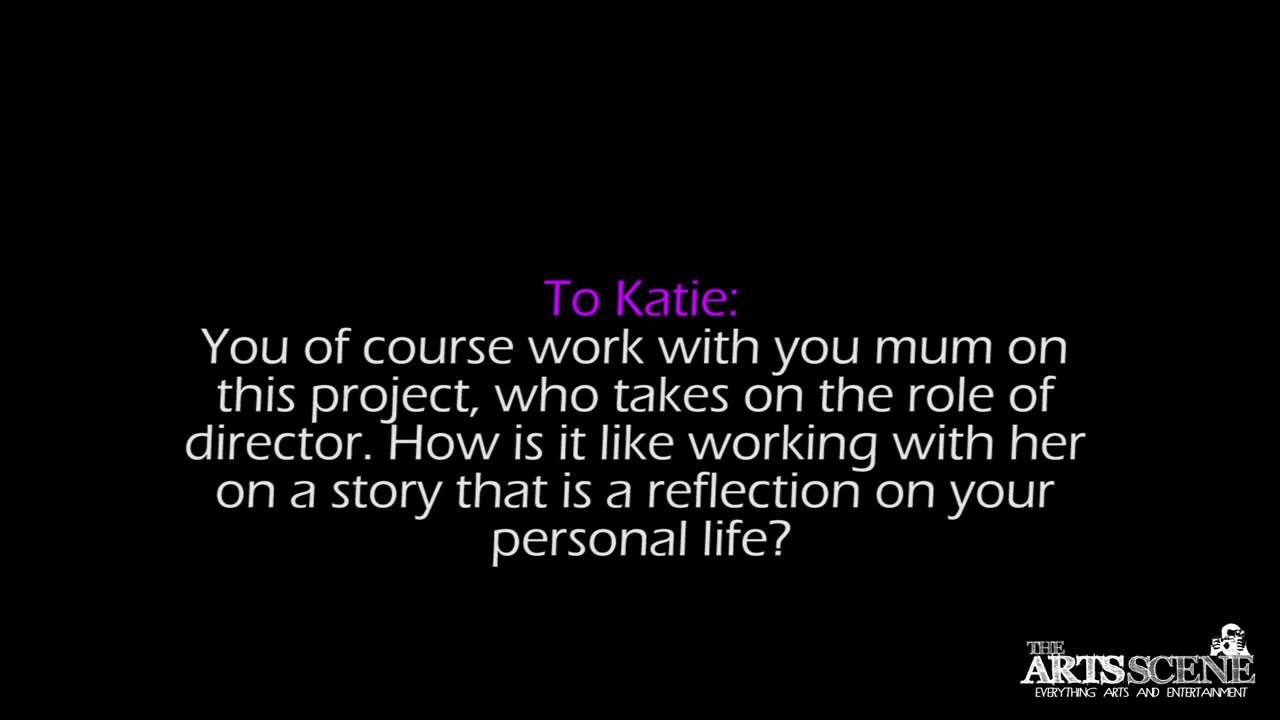 To Katie:
You of course work with you mum on
this project, who takes on the role of
director. How is it like working with her
on a story that is a reflection on your
personal life?
THE
ARTSSCENE
EVERYTHING ARTS AND ENTERTAINMENT